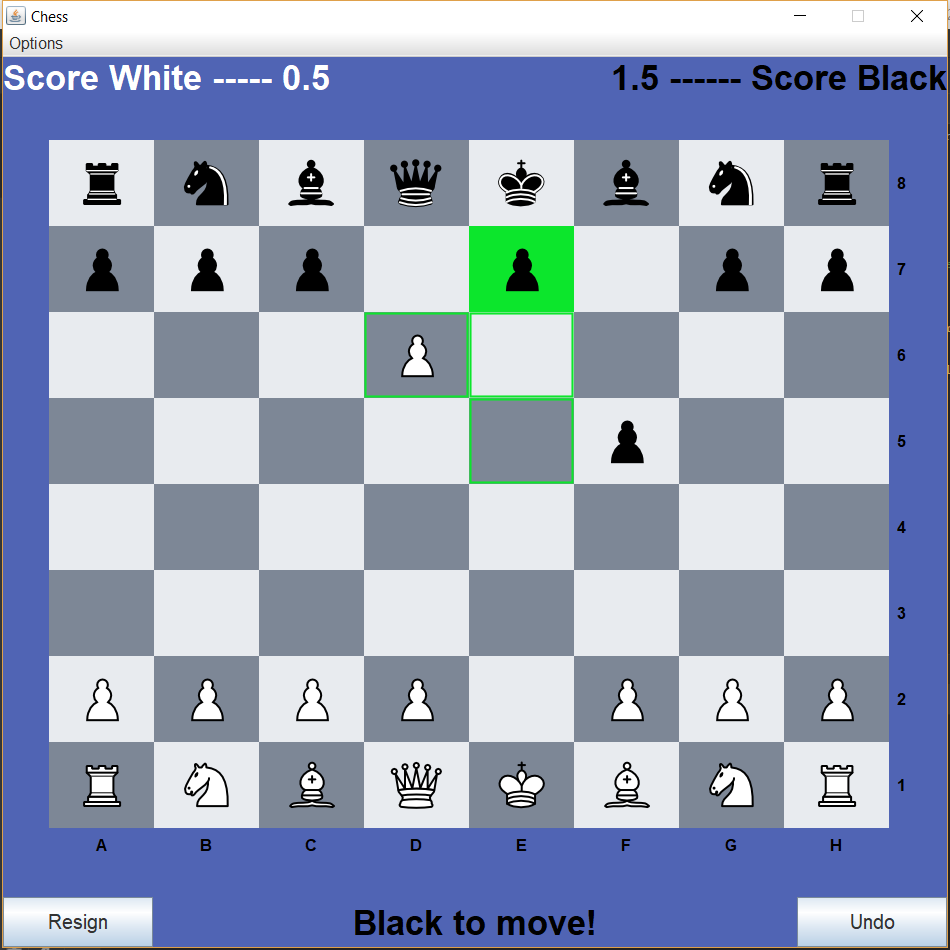 Chess
Options
Score White ----- 0.5
1.5 ------ Score Black
8
7
6
5
4
3
2
1
A B C D E F G H
Resign
Black to move!
Undo